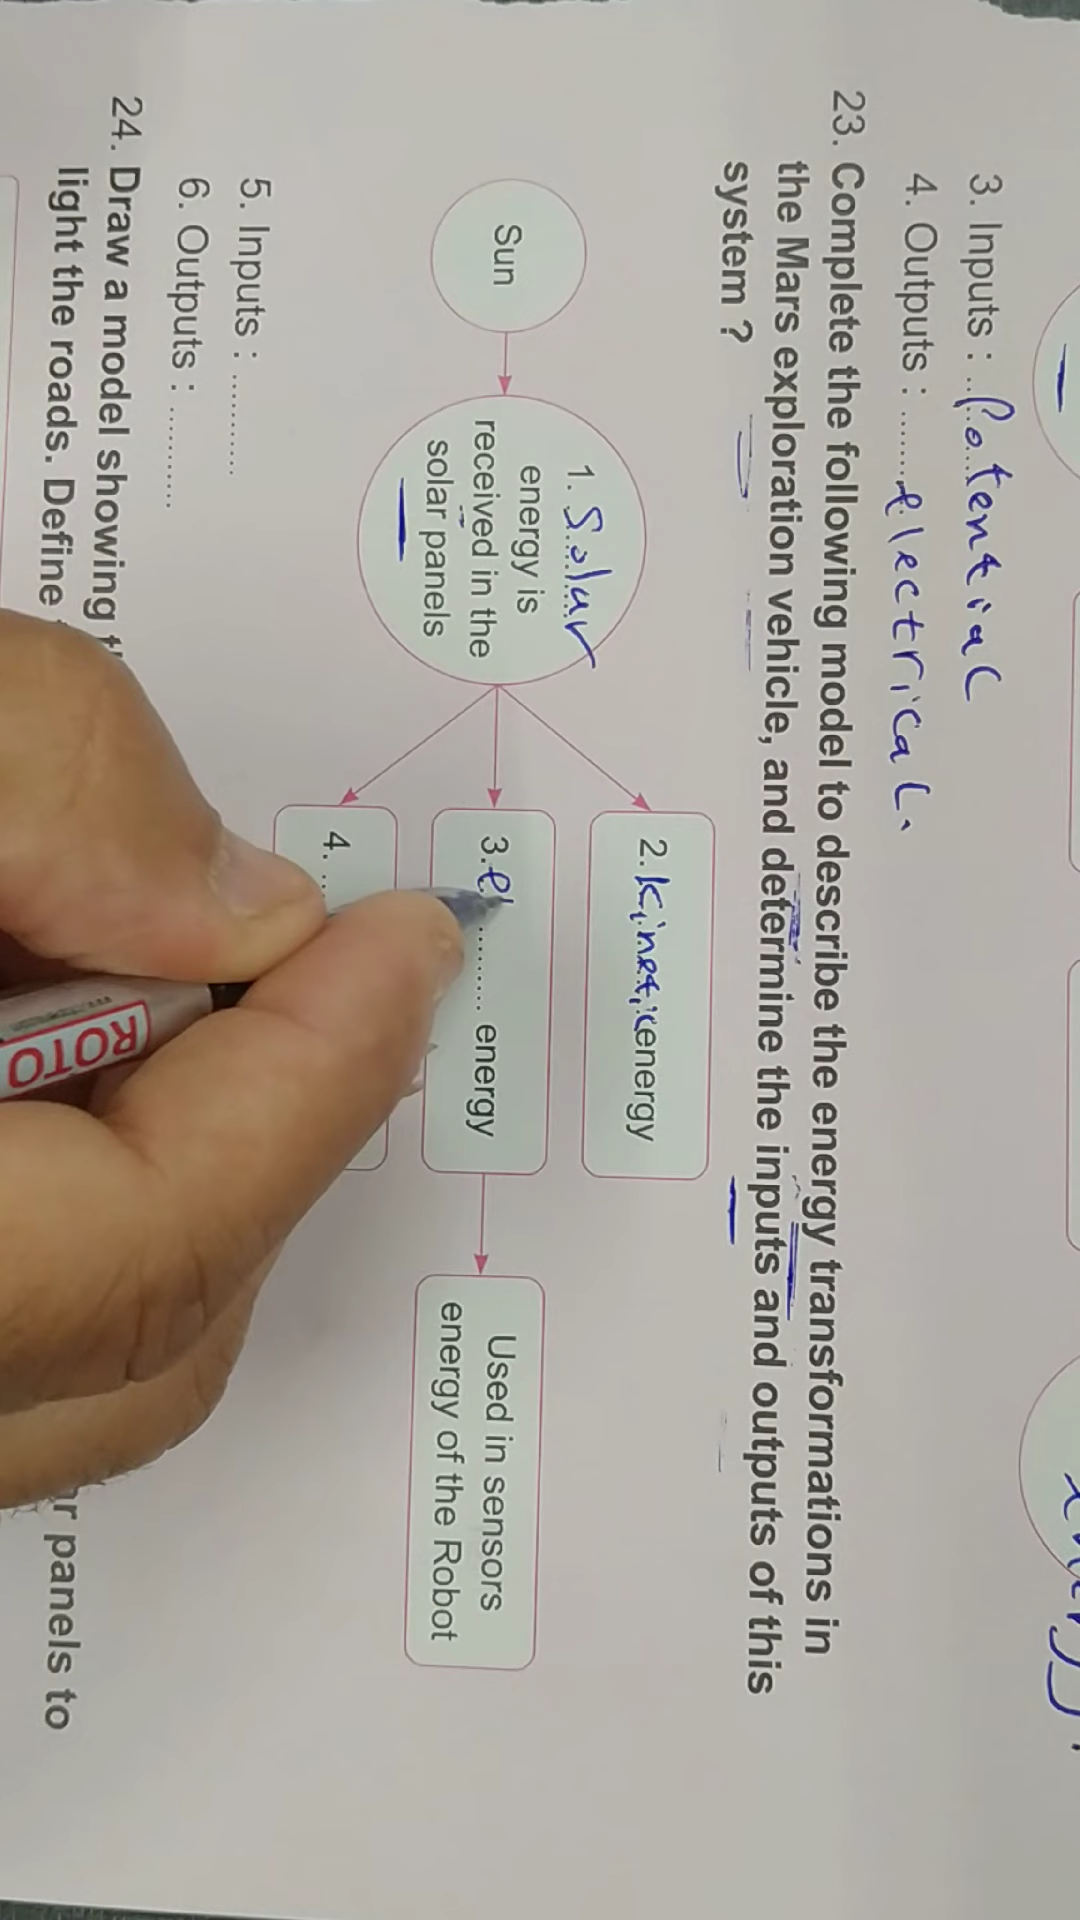 3. Inputs : ..Potential
4. Outputs : .......electrical.
23. Complete the following model to describe the energy transformations in
the Mars exploration vehicle, and determine the inputs and outputs of this
system ?
Sun
1. Solar
energy is
received in the
solar panels
2. Kinetic energy
3. el ......... energy
Used in sensors
energy of the Robot
4. ...
5. Inputs : ..........
6. Outputs : ..........
24. Draw a model showing panels to
light the roads. Define
ROTO